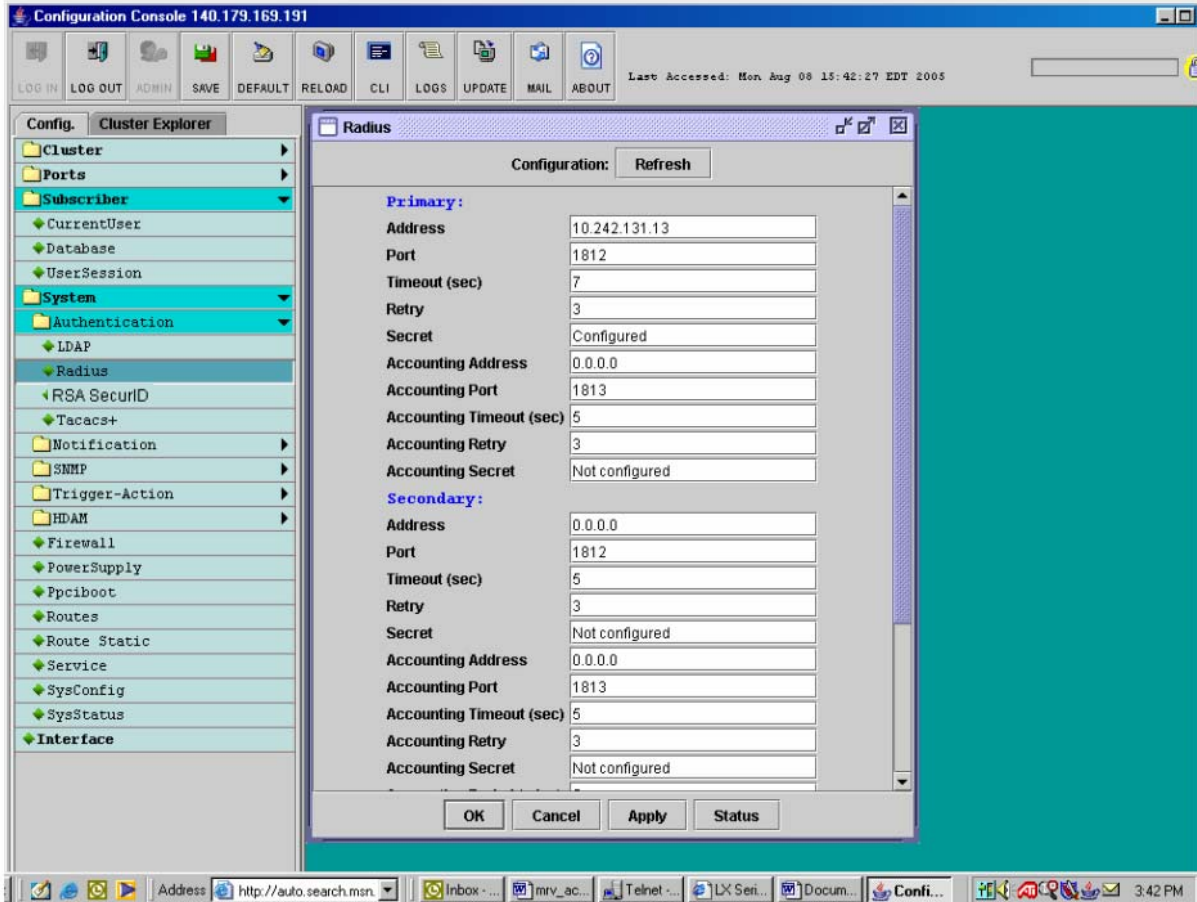 Configuration Console 140.179.169.191
LOG IN LOG OUT ADMIN SAVE DEFAULT RELOAD CLI LOGS UPDATE MAIL ABOUT
Last Accessed: Mon Aug 08 15:42:27 EDT 2005
Config. Cluster Explorer
Cluster
Ports
Subscriber
CurrentUser
Database
UserSession
System
Authentication
LDAP
Radius
RSA SecurID
Tacacs+
Notification
SNMP
Trigger-Action
HDAM
Firewall
PowerSupply
Ppciboot
Routes
Route Static
Service
SysConfig
SysStatus
Interface
Radius
Configuration: Refresh
Primary:
Address 10.242.131.13
Port 1812
Timeout (sec) 7
Retry 3
Secret Configured
Accounting Address 0.0.0.0
Accounting Port 1813
Accounting Timeout (sec) 5
Accounting Retry 3
Accounting Secret Not configured
Secondary:
Address 0.0.0.0
Port 1812
Timeout (sec) 5
Retry 3
Secret Not configured
Accounting Address 0.0.0.0
Accounting Port 1813
Accounting Timeout (sec) 5
Accounting Retry 3
Accounting Secret Not configured
OK Cancel Apply Status
Address http://auto.search.msn. Inbox - ... mrv_ac... Telnet -... LX Seri... Docum... Confi... 3:42 PM